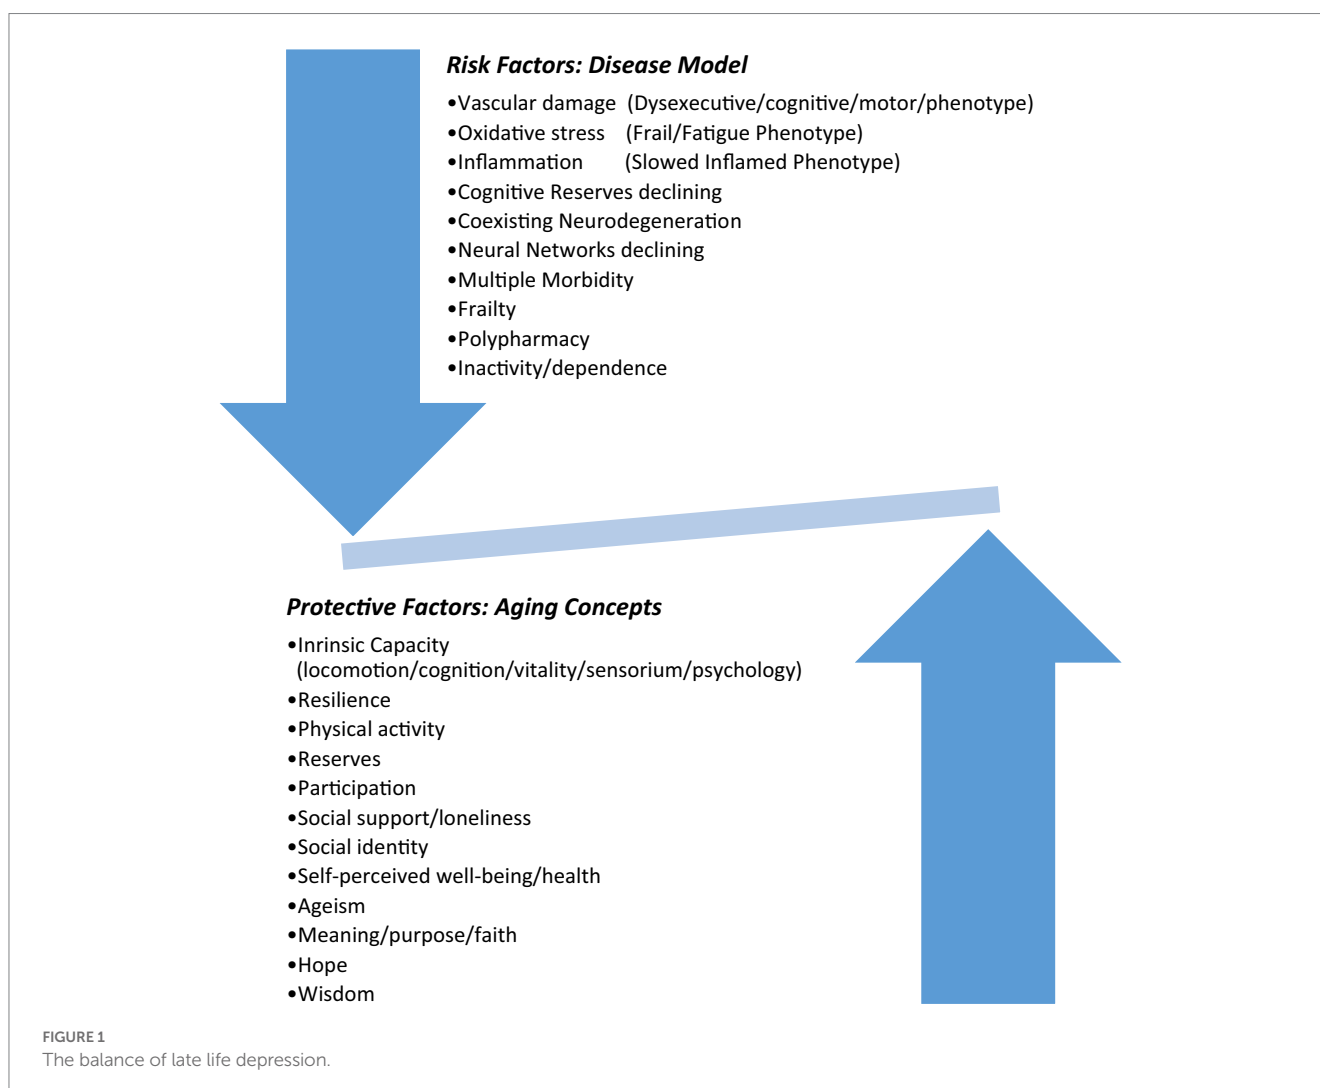 Risk Factors: Disease Model
•Vascular damage (Dysexecutive/cognitive/motor/phenotype)
•Oxidative stress (Frail/Fatigue Phenotype)
•Inflammation (Slowed Inflamed Phenotype)
•Cognitive Reserves declining
•Coexisting Neurodegeneration
•Neural Networks declining
•Multiple Morbidity
•Frailty
•Polypharmacy
•Inactivity/dependence
Protective Factors: Aging Concepts
•Inrinsic Capacity
(locomotion/cognition/vitality/sensorium/psychology)
•Resilience
•Physical activity
•Reserves
•Participation
•Social support/loneliness
•Social identity
•Self-perceived well-being/health
•Ageism
•Meaning/purpose/faith
•Hope
•Wisdom
FIGURE 1
The balance of late life depression.